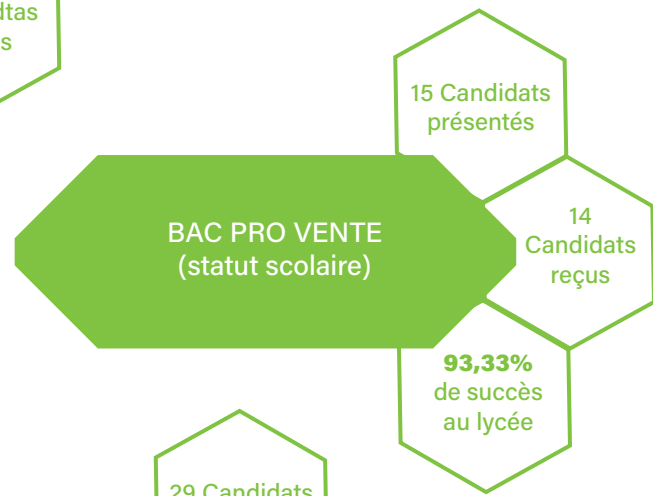 15 Candidats
présentés
BAC PRO VENTE
(statut scolaire)
14
Candidats
reçus
93,33%
de succès
au lycée
29 Candidats